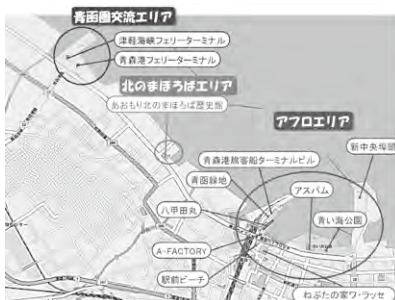 青函圏交流エリア
津軽海峡フェリーターミナル
青森港フェリーターミナル
北のまほろばエリア
あおもり北のまほろば歴史館
アフロエリア
新中央埠頭
青森港旅客船ターミナルビル
青函緑地
アスパム
八甲田丸
青い海公園
A-FACTORY
駅前ビーチ
ねぶたの家ワ・ラッセ